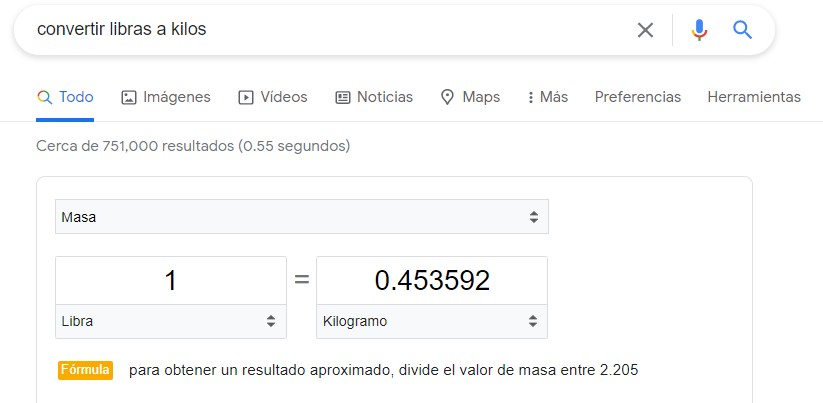 convertir libras a kilos
Todo Imágenes Vídeos Noticias Maps Más Preferencias Herramientas
Cerca de 751,000 resultados (0.55 segundos)
Masa
1 = 0.453592
Libra Kilogramo
Fórmula para obtener un resultado aproximado, divide el valor de masa entre 2.205